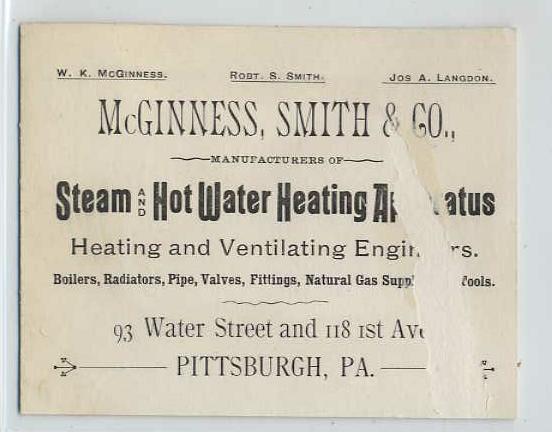 W. K. McGinness. Robt. S. Smith. Jos A. Langdon.
McGINNESS, SMITH & CO.,
MANUFACTURERS OF
Steam AND Hot Water Heating
Heating and Ventilating
Boilers, Radiators, Pipe, Valves, Fittings, Natural Gas
93 Water Street and 118 1st
PITTSBURGH, PA.